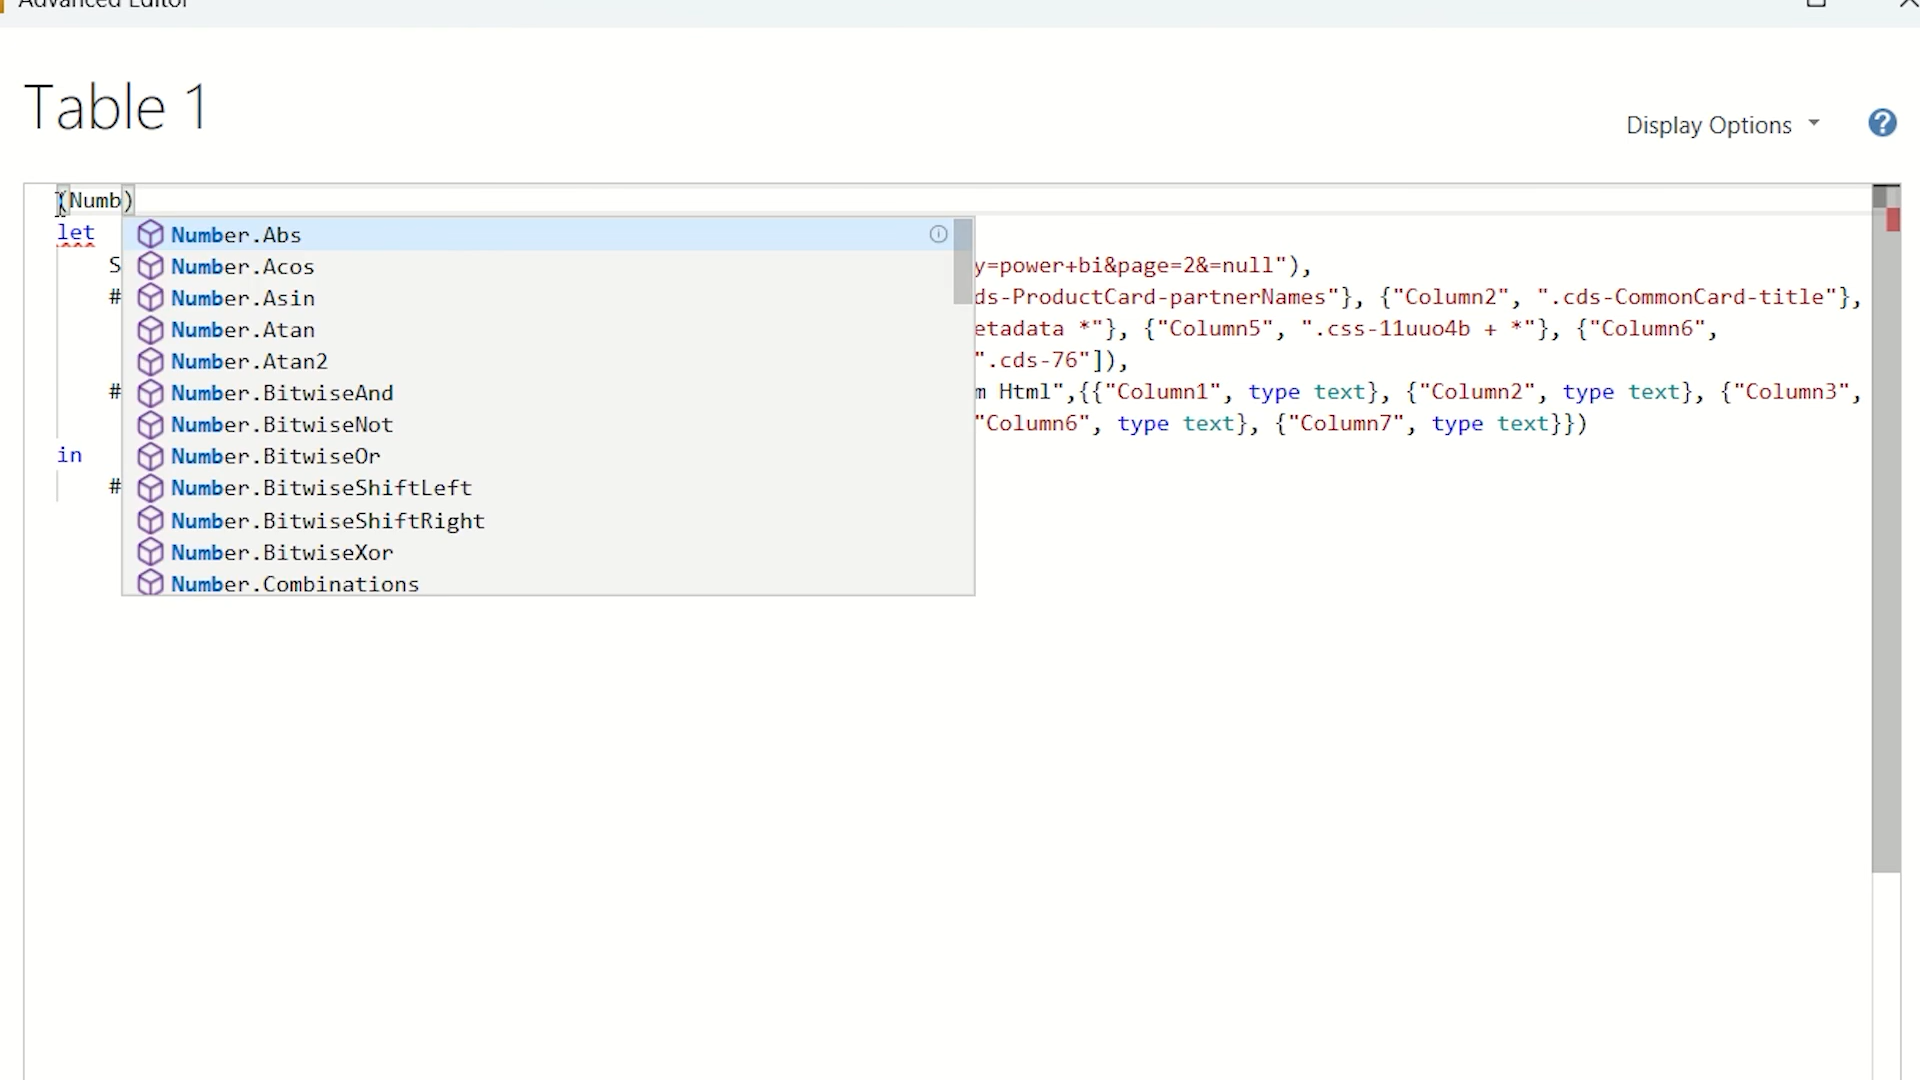 Advanced Editor
Table 1
Display Options
?
(Numb)
let
Number.Abs
S
Number.Acos
y=power+bi&page=2&=null"),
#
Number.Asin
ds-ProductCard-partnerNames"}, {"Column2", ".cds-CommonCard-title"},
Number.Atan
etadata *"}, {"Column5", ".css-11uuo4b + *"}, {"Column6",
Number.Atan2
".cds-76"]),
#
Number.BitwiseAnd
m Html",{{"Column1", type text}, {"Column2", type text}, {"Column3",
Number.BitwiseNot
"Column6", type text}, {"Column7", type text}})
in
Number.BitwiseOr
#
Number.BitwiseShiftLeft
Number.BitwiseShiftRight
Number.BitwiseXor
Number.Combinations